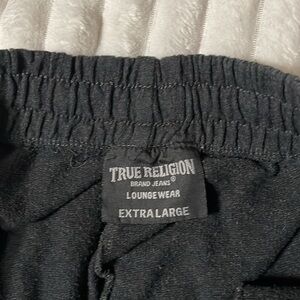 TRUE RELIGION
BRAND JEANS®
LOUNGEWEAR
EXTRA LARGE